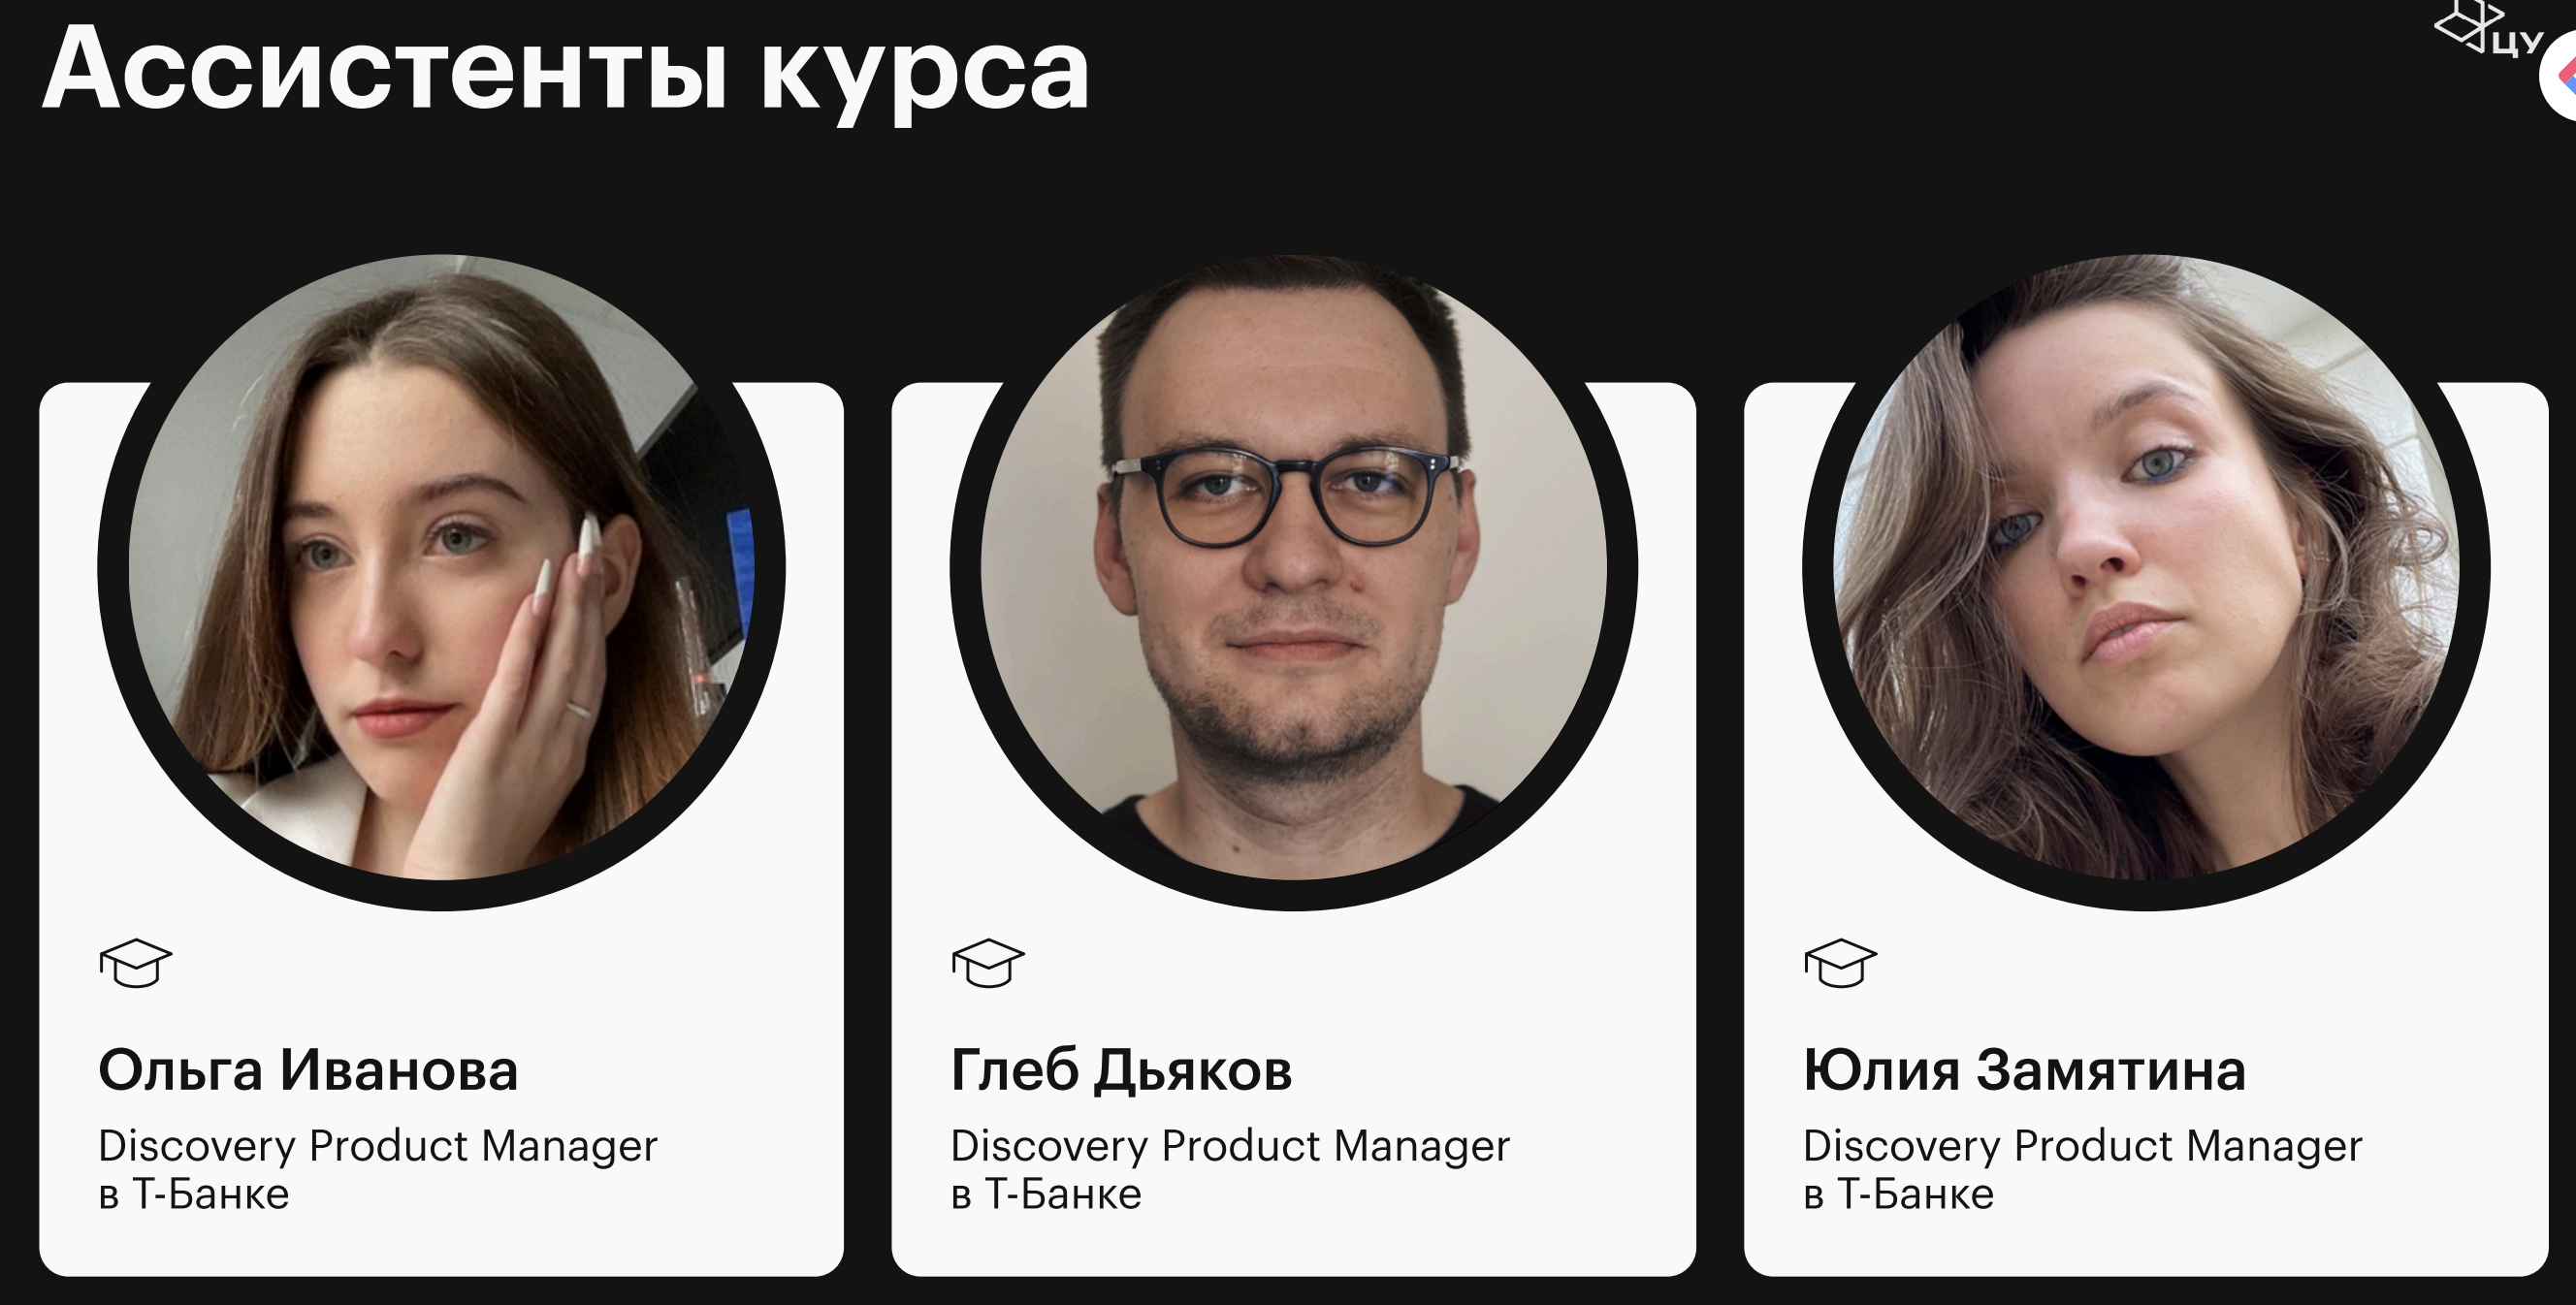 Ассистенты курса
ЦУ
Ольга Иванова
Discovery Product Manager
в Т-Банке
Глеб Дьяков
Discovery Product Manager
в Т-Банке
Юлия Замятина
Discovery Product Manager
в Т-Банке